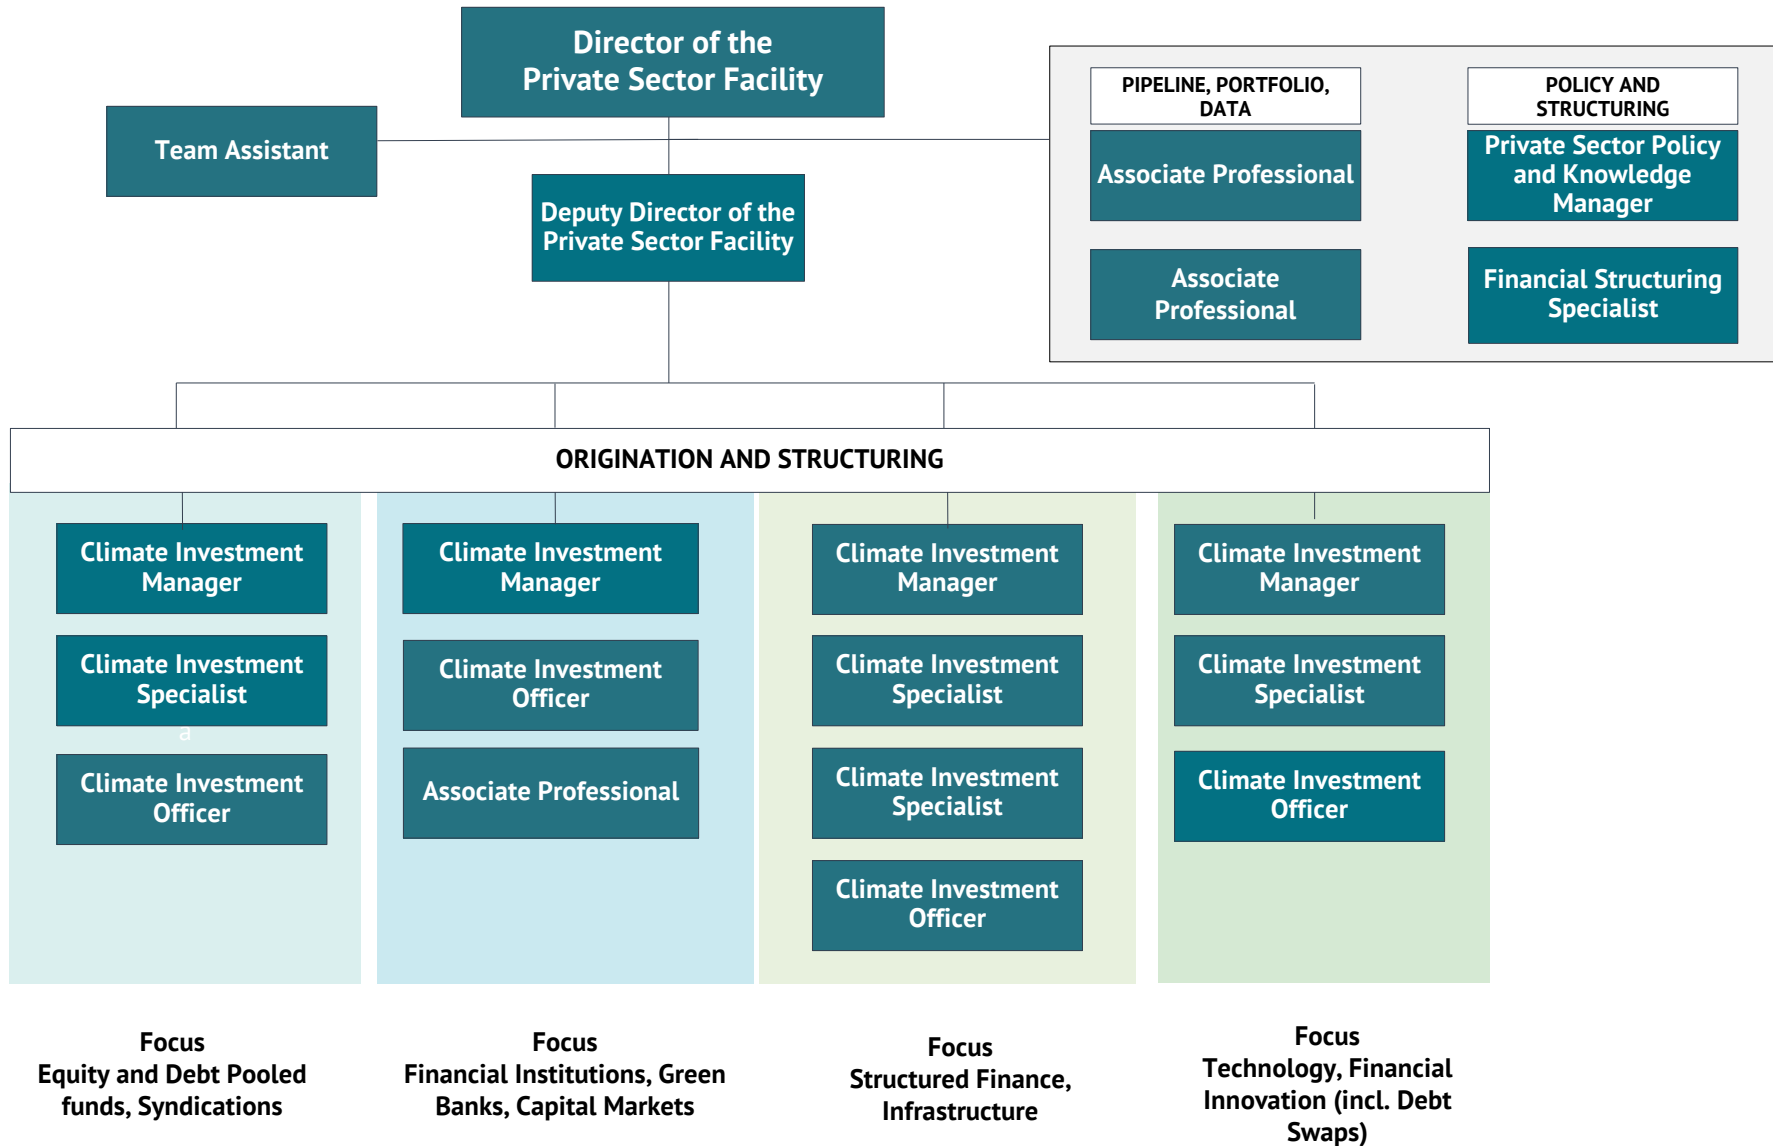 Director of the
Private Sector Facility
Team Assistant
Deputy Director of the
Private Sector Facility
PIPELINE, PORTFOLIO,
DATA
Associate Professional
Associate
Professional
POLICY AND
STRUCTURING
Private Sector Policy
and Knowledge
Manager
Financial Structuring
Specialist
ORIGINATION AND STRUCTURING
Climate Investment
Manager
Climate Investment
Specialist
a
Climate Investment
Officer
Focus
Equity and Debt Pooled
funds, Syndications
Climate Investment
Manager
Climate Investment
Officer
Associate Professional
Focus
Financial Institutions, Green
Banks, Capital Markets
Climate Investment
Manager
Climate Investment
Specialist
Climate Investment
Specialist
Climate Investment
Officer
Focus
Structured Finance,
Infrastructure
Climate Investment
Manager
Climate Investment
Specialist
Climate Investment
Officer
Focus
Technology, Financial
Innovation (incl. Debt
Swaps)